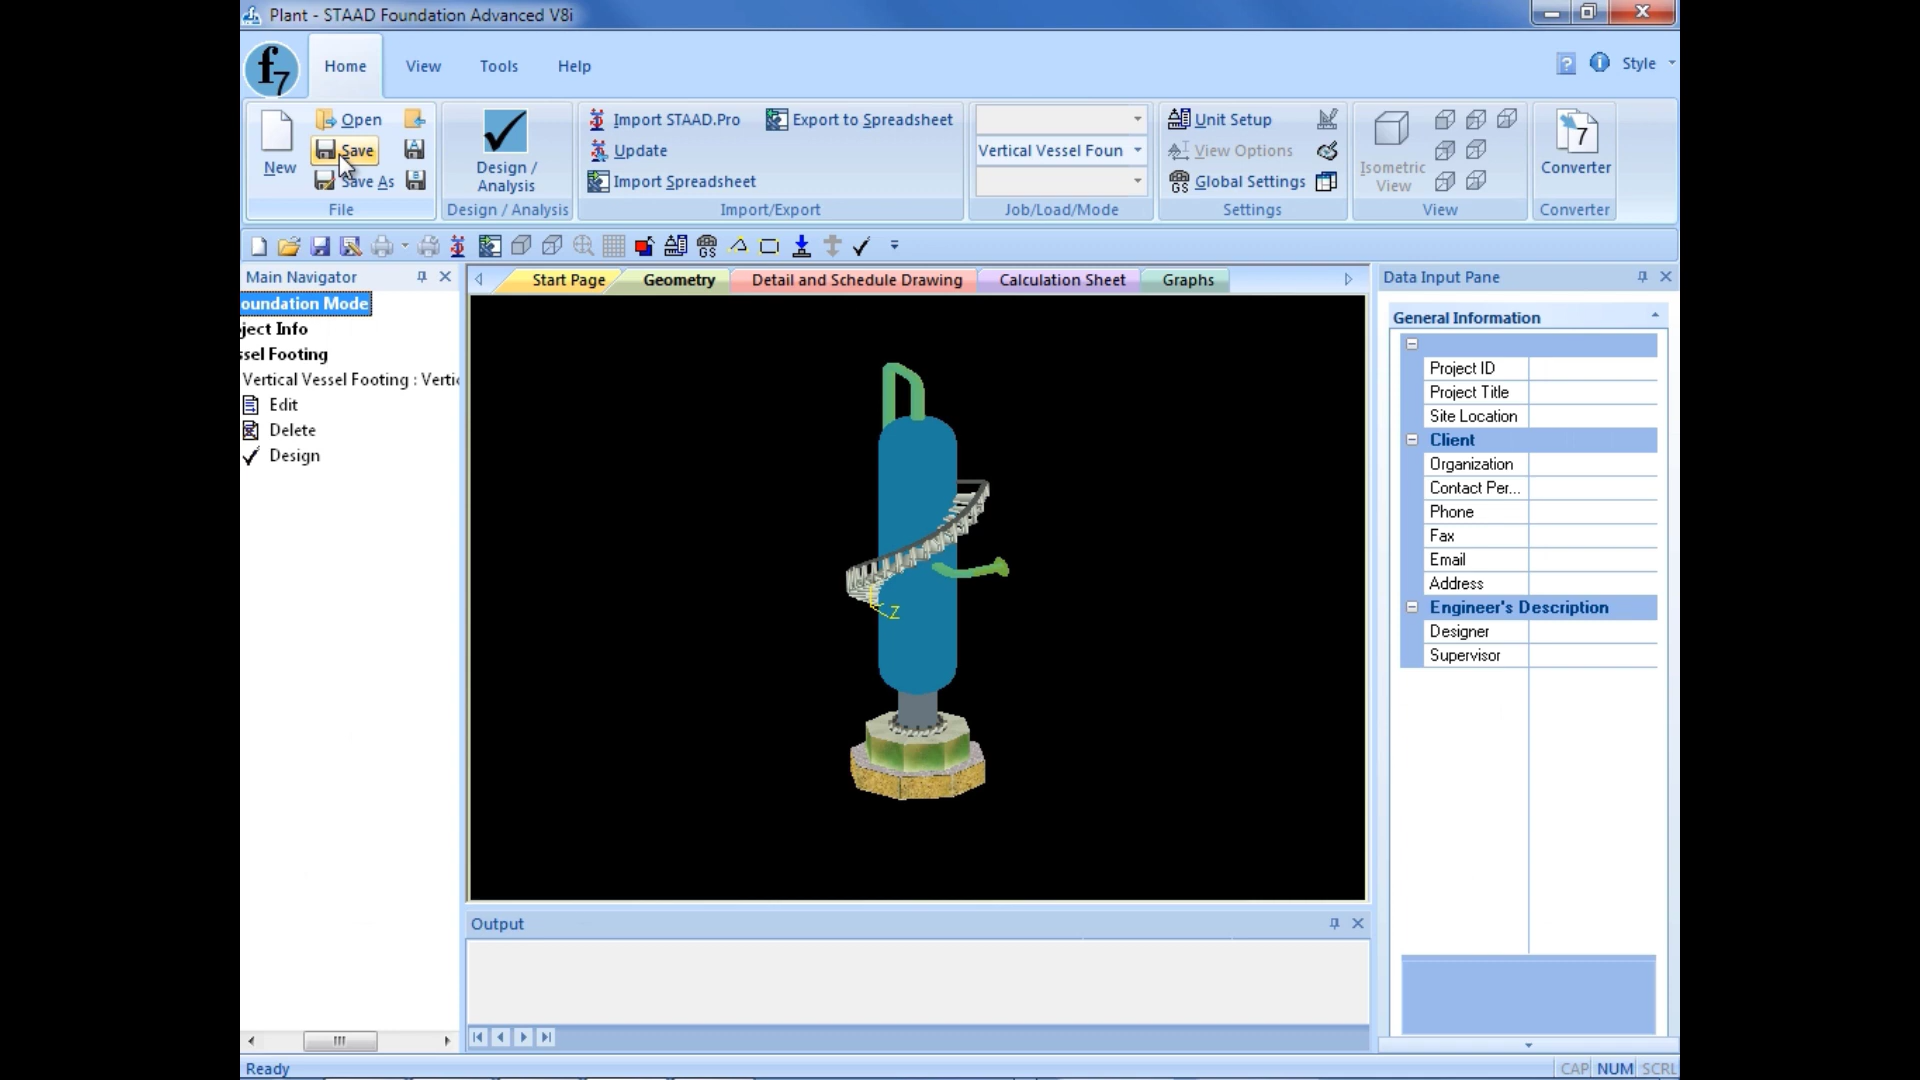 Plant - STAAD Foundation Advanced V8i
f7
Home
View
Tools
Help
Style
New
Open
Save
Save As
File
Design / Analysis
Design / Analysis
Import STAAD.Pro
Update
Import Spreadsheet
Export to Spreadsheet
Import/Export
Vertical Vessel Foun
Job/Load/Mode
Unit Setup
View Options
Global Settings
Settings
Isometric View
View
7
Converter
Converter
Main Navigator
oundation Mode
ject Info
ssel Footing
Vertical Vessel Footing : Vertic
Edit
Delete
Design
Start Page
Geometry
Detail and Schedule Drawing
Calculation Sheet
Graphs
Z
Output
Data Input Pane
General Information
Project ID
Project Title
Site Location
Client
Organization
Contact Per...
Phone
Fax
Email
Address
Engineer's Description
Designer
Supervisor
Ready
CAP NUM SCRL